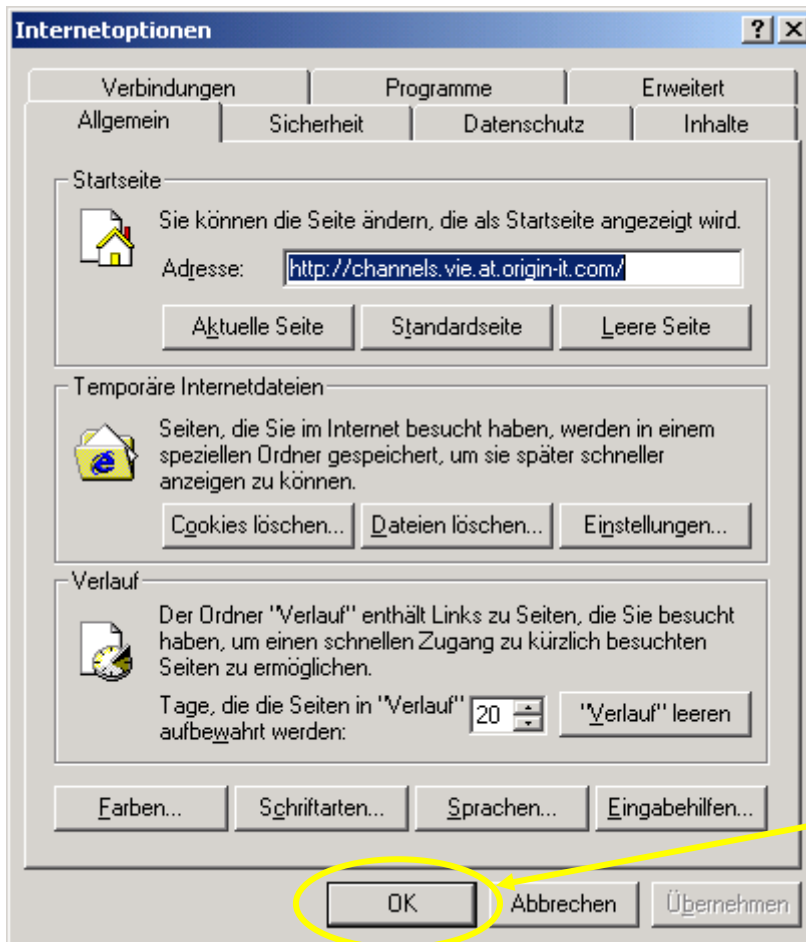 Internetoptionen
Verbindungen Programme Erweitert
Allgemein Sicherheit Datenschutz Inhalte
Startseite
Sie können die Seite ändern, die als Startseite angezeigt wird.
Adresse: http://channels.vie.at.origin-it.com/
Aktuelle Seite Standardseite Leere Seite
Temporäre Internetdateien
Seiten, die Sie im Internet besucht haben, werden in einem
speziellen Ordner gespeichert, um sie später schneller
anzeigen zu können.
Cookies löschen... Dateien löschen... Einstellungen...
Verlauf
Der Ordner "Verlauf" enthält Links zu Seiten, die Sie besucht
haben, um einen schnellen Zugang zu kürzlich besuchten
Seiten zu ermöglichen.
Tage, die die Seiten in "Verlauf"
aufbewahrt werden: 20 "Verlauf" leeren
Farben... Schriftarten... Sprachen... Eingabehilfen...
OK Abbrechen Übernehmen